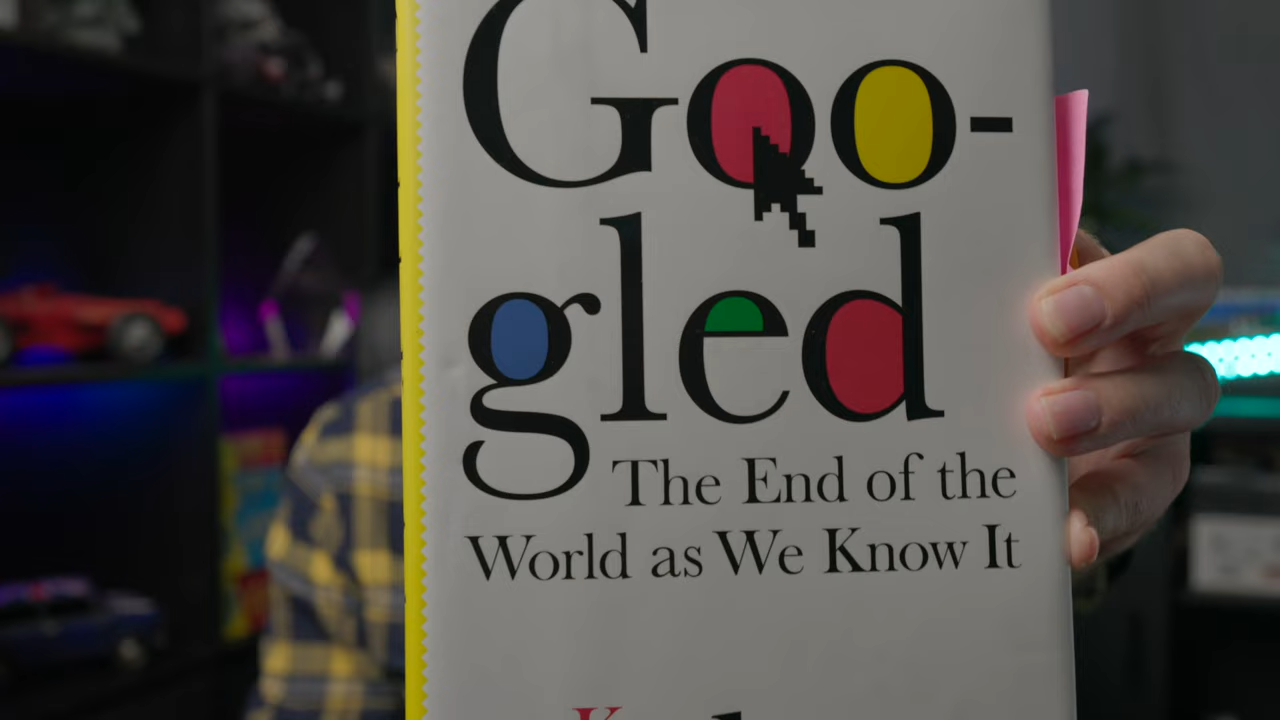 Goo-
gled
The End of the
World as We Know It